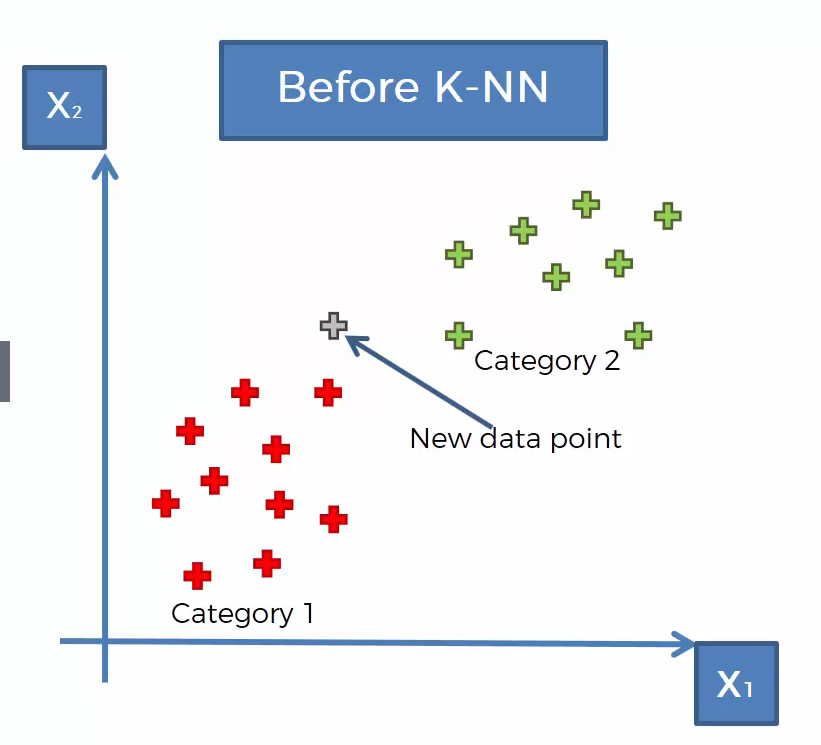 Before K-NN
X₂
Category 2
New data point
Category 1
X₁